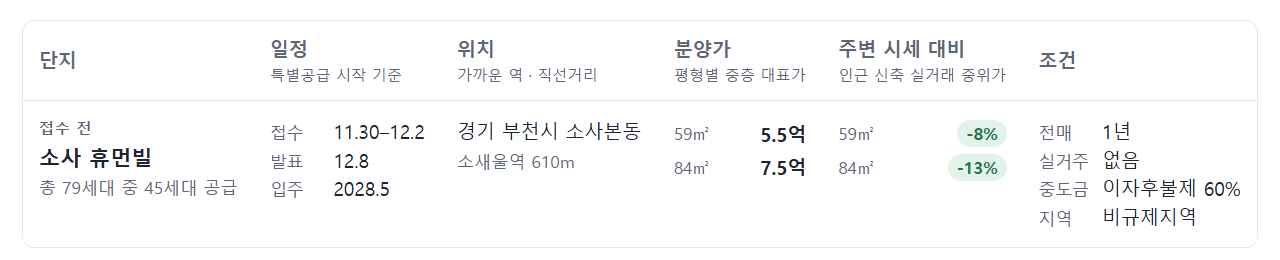 단지
일정
특별공급 시작 기준
위치
가까운 역 · 직선거리
분양가
평형별 중층 대표가
주변 시세 대비
인근 신축 실거래 중위가
조건
접수 전
소사 휴먼빌
총 79세대 중 45세대 공급
접수 11.30–12.2
발표 12.8
입주 2028.5
경기 부천시 소사본동
소새울역 610m
59㎡ 5.5억
84㎡ 7.5억
59㎡ -8%
84㎡ -13%
전매 1년
실거주 없음
중도금 이자후불제 60%
지역 비규제지역